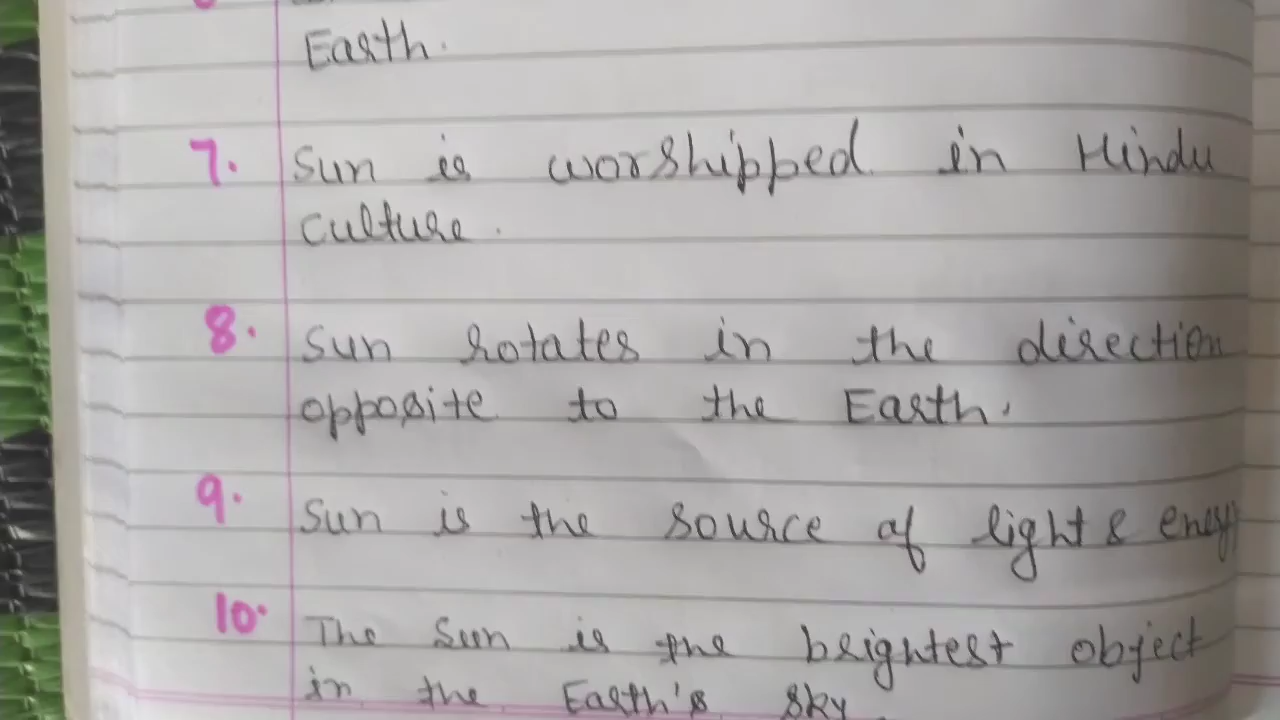 Earth.
7. Sun is worshipped in Hindu
culture.
8. Sun rotates in the direction
opposite to the Earth.
9. Sun is the source of light &
10. The Sun is the brightest object
in the Earth's sky.